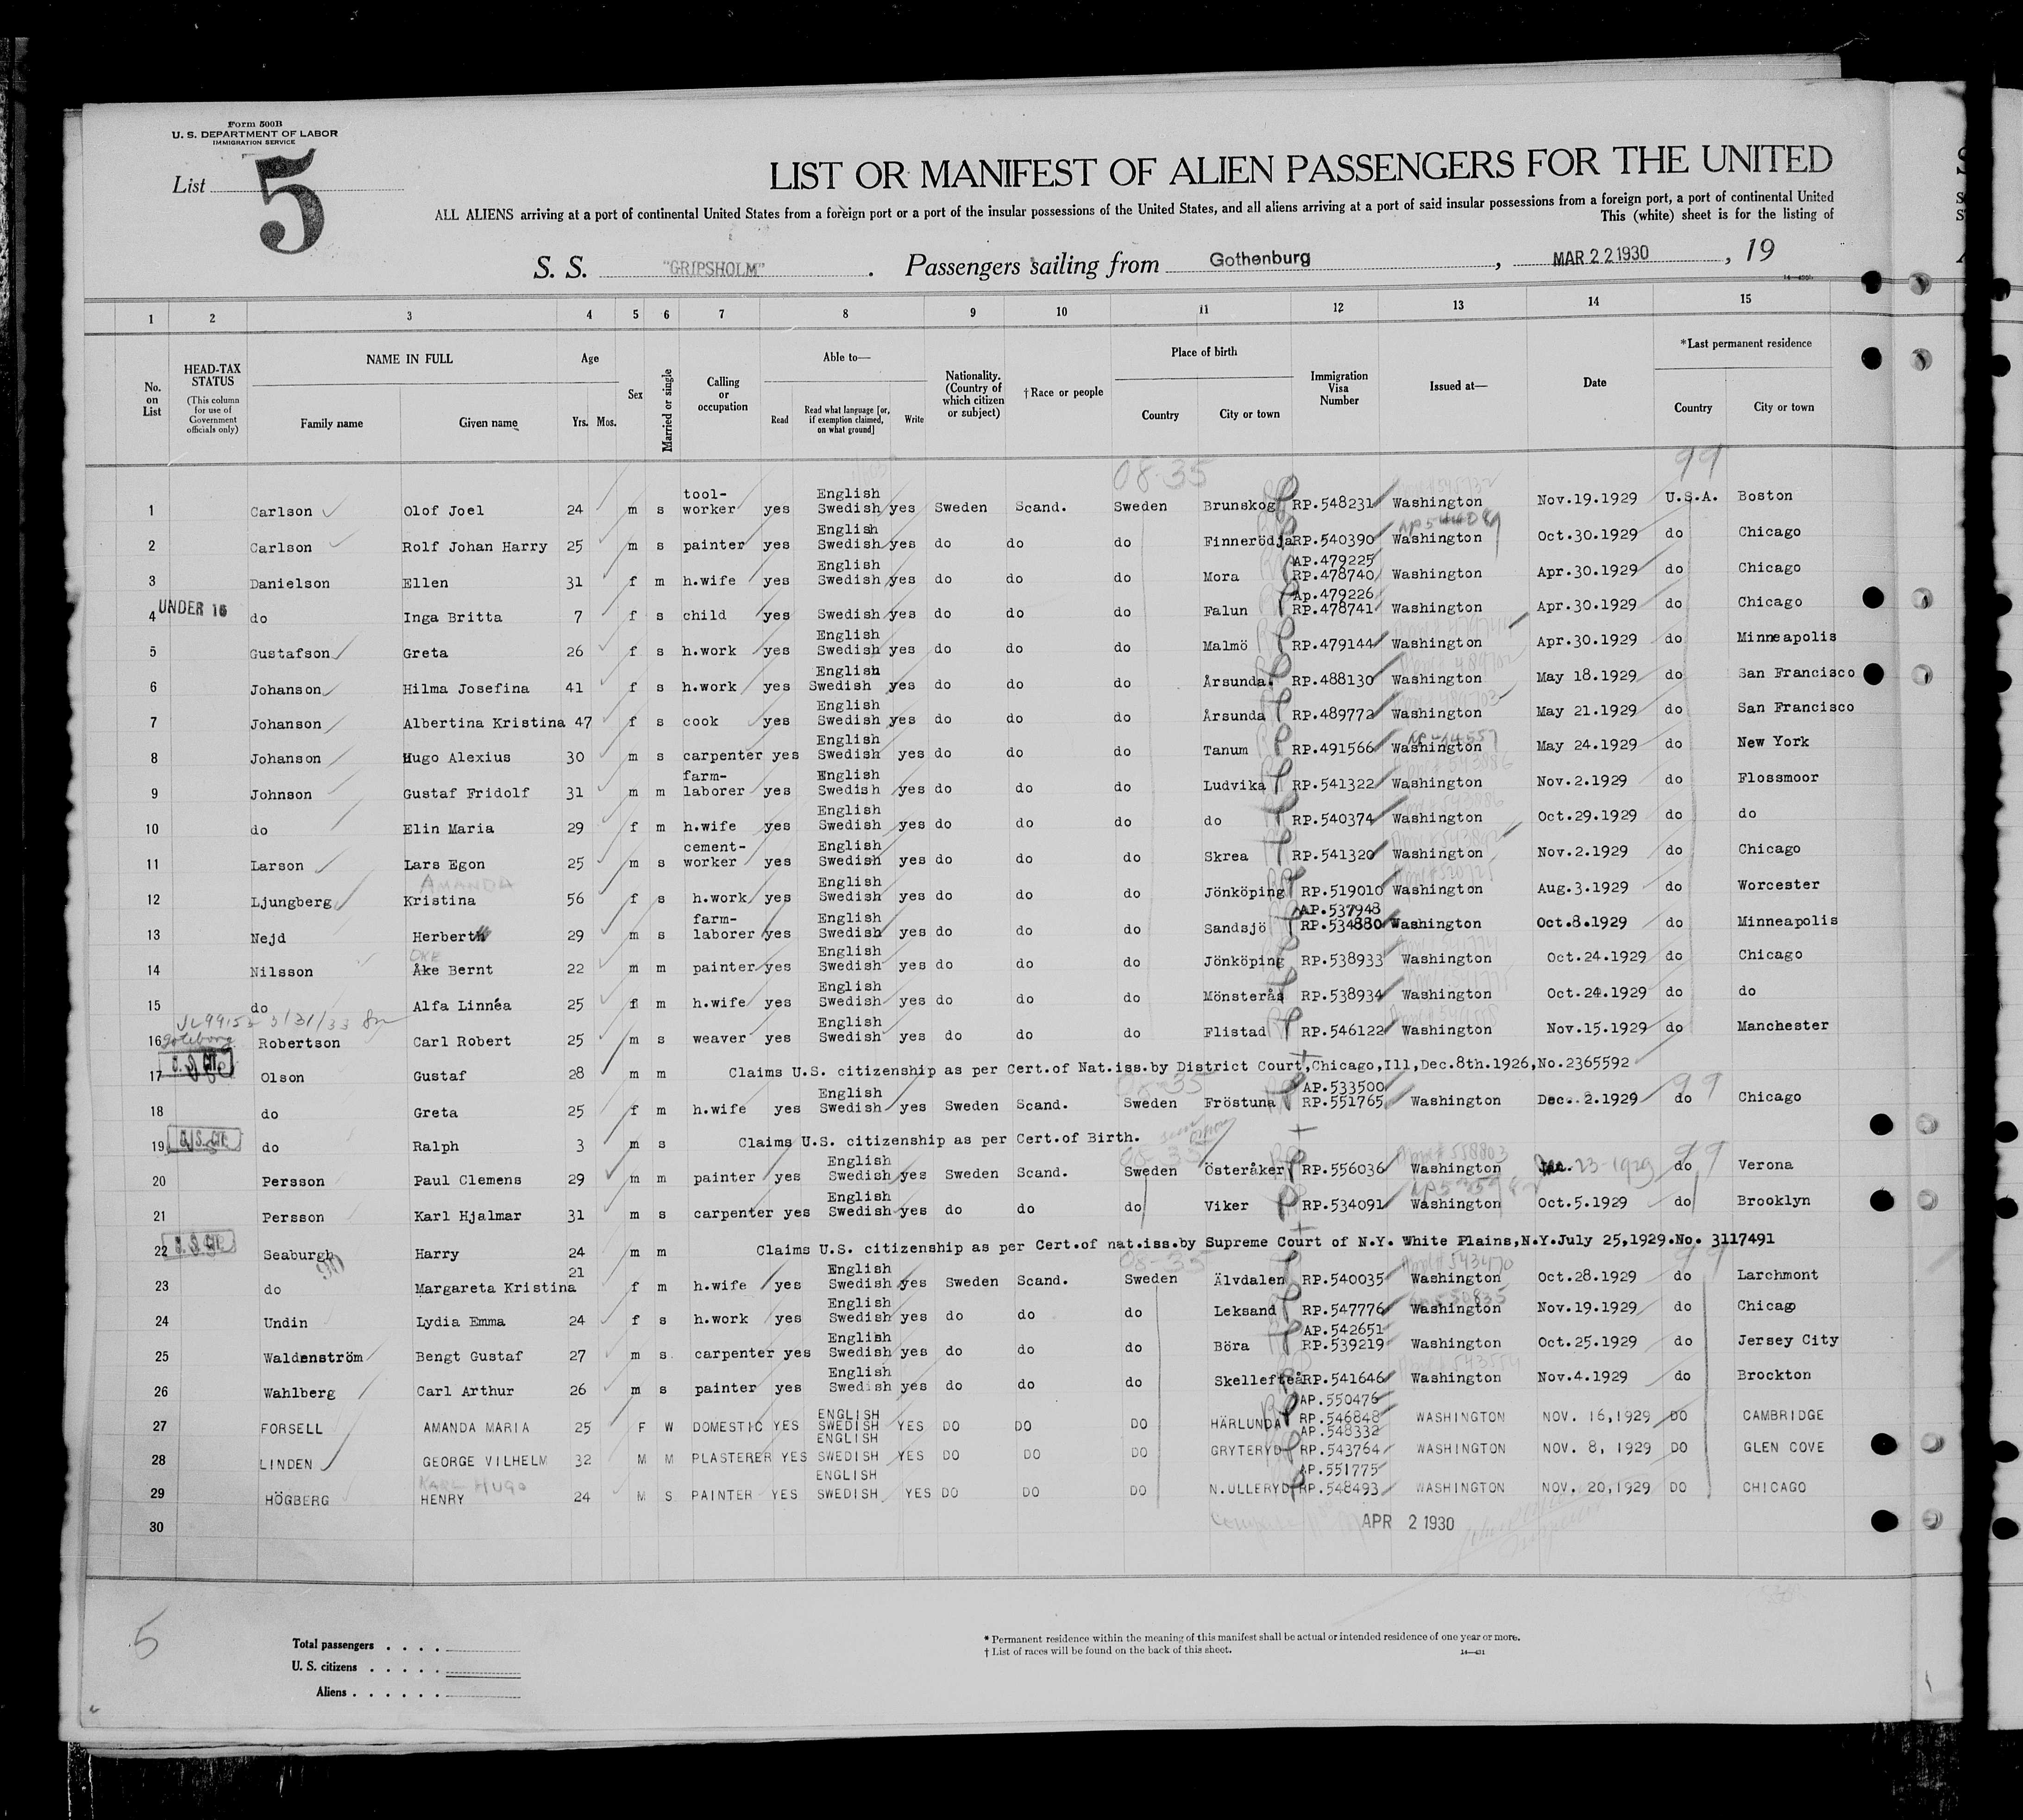 Form 500B
U. S. DEPARTMENT OF LABOR
IMMIGRATION SERVICE
List 5
LIST OR MANIFEST OF ALIEN PASSENGERS FOR THE UNITED
ALL ALIENS arriving at a port of continental United States from a foreign port or a port of the insular possessions of the United States, and all aliens arriving at a port of said insular possessions from a foreign port, a port of continental United
This (white) sheet is for the listing of
S. S. "GRIPSHOLM" . Passengers sailing from Gothenburg , MAR 22 1930 , 19
1 2 3 4 5 6 7 8 9 10 11 12 13 14 15
No. on List
HEAD-TAX STATUS (This column for use of Government officials only)
NAME IN FULL
Family name Given name
Age
Yrs. Mos.
Sex
Married or single
Calling or occupation
Able to—
Read Read what language [or, if exemption claimed, on what ground] Write
Nationality. (Country of which citizen or subject)
†Race or people
Place of birth
Country City or town
Immigration Visa Number
Issued at—
Date
*Last permanent residence
Country City or town
08-35 99
1 Carlson Olof Joel 24 m s tool-worker yes English Swedish yes Sweden Scand. Sweden Brunskog RP.548231 Washington Nov.19.1929 U.S.A. Boston
2 Carlson Rolf Johan Harry 25 m s painter yes English Swedish yes do do do Finnerödja RP.540390 Washington Oct.30.1929 do Chicago
3 Danielson Ellen 31 f m h.wife yes English Swedish yes do do do Mora AP.479225 RP.478740 Washington Apr.30.1929 do Chicago
4 UNDER 16 do Inga Britta 7 f s child yes Swedish yes do do do Falun Ap.479226 RP.478741 Washington Apr.30.1929 do Chicago
5 Gustafson Greta 26 f s h.work yes English Swedish yes do do do Malmö RP.479144 Washington Apr.30.1929 do Minneapolis
6 Johanson Hilma Josefina 41 f s h.work yes English Swedish yes do do do Årsunda. RP.488130 Washington May 18.1929 do San Francisco
7 Johanson Albertina Kristina 47 f s cook yes English Swedish yes do do do Årsunda RP.489772 Washington May 21.1929 do San Francisco
8 Johanson Hugo Alexius 30 m s carpenter yes English Swedish yes do do do Tanum RP.491566 Washington May 24.1929 do New York
9 Johnson Gustaf Fridolf 31 m m farm-laborer yes English Swedish yes do do do Ludvika RP.541322 Washington Nov.2.1929 do Flossmoor
10 do Elin Maria 29 f m h.wife yes English Swedish yes do do do do RP.540374 Washington Oct.29.1929 do do
11 Larson Lars Egon 25 m s cement-worker yes English Swedish yes do do do Skrea RP.541320 Washington Nov.2.1929 do Chicago
AMANDA
12 Ljungberg Kristina 56 f s h.work yes English Swedish yes do do do Jönköping RP.519010 Washington Aug.3.1929 do Worcester
13 Nejd Herberth 29 m s farm-laborer yes English Swedish yes do do do Sandsjö AP.537948 RP.534880 Washington Oct.8.1929 do Minneapolis
OKE
14 Nilsson Åke Bernt 22 m m painter yes English Swedish yes do do do Jönköping RP.538933 Washington Oct.24.1929 do Chicago
15 do Alfa Linnéa 25 f m h.wife yes English Swedish yes do do do Mönsterås RP.538934 Washington Oct.24.1929 do do
3/31/33
16 Göteborg Robertson Carl Robert 25 m s weaver yes English Swedish yes do do do Flistad RP.546122 Washington Nov.15.1929 do Manchester
17 Olson Gustaf 28 m m Claims U.S. citizenship as per Cert.of Nat.iss.by District Court,Chicago,Ill,Dec.8th.1926,No.2365592
08-35 99
18 do Greta 25 f m h.wife yes English Swedish yes Sweden Scand. Sweden Fröstuna AP.533500 RP.551765 Washington Dec. 2.1929 do Chicago
19 do Ralph 3 m s Claims U.S. citizenship as per Cert.of Birth.
08-35 99
20 Persson Paul Clemens 29 m m painter yes English Swedish yes Sweden Scand. Sweden Österåker RP.556036 Washington 23-1929 do Verona
21 Persson Karl Hjalmar 31 m s carpenter yes English Swedish yes do do do Viker RP.534091 Washington Oct.5.1929 do Brooklyn
22 Seaburgh Harry 24 m m Claims U.S. citizenship as per Cert.of nat.iss.by Supreme Court of N.Y. White Plains,N.Y.July 25,1929.No. 3117491
90 08-35 99
23 do Margareta Kristina 21 f m h.wife yes English Swedish yes Sweden Scand. Sweden Älvdalen RP.540035 Washington Oct.28.1929 do Larchmont
24 Undin Lydia Emma 24 f s h.work yes English Swedish yes do do do Leksand RP.547776 Washington Nov.19.1929 do Chicago
25 Waldenström Bengt Gustaf 27 m s carpenter yes English Swedish yes do do do Böra AP.542651 RP.539219 Washington Oct.25.1929 do Jersey City
26 Wahlberg Carl Arthur 26 m s painter yes English Swedish yes do do do Skellefteå RP.541646 Washington Nov.4.1929 do Brockton
27 FORSELL AMANDA MARIA 25 F W DOMESTIC YES ENGLISH SWEDISH YES DO DO DO HÄRLUNDA AP.550476 RP.546848 WASHINGTON NOV. 16,1929 DO CAMBRIDGE
28 LINDEN GEORGE VILHELM 32 M M PLASTERER YES ENGLISH SWEDISH YES DO DO DO GRYTERYD AP.548332 RP.543764 WASHINGTON NOV. 8, 1929 DO GLEN COVE
KARL HUGO
29 HÖGBERG HENRY 24 M S PAINTER YES ENGLISH SWEDISH YES DO DO DO N.ULLERYD AP.551775 RP.548493 WASHINGTON NOV. 20,1929 DO CHICAGO
30 APR 2 1930
5
Total passengers . . . .
U. S. citizens . . . . .
Aliens . . . . . .
* Permanent residence within the meaning of this manifest shall be actual or intended residence of one year or more.
† List of races will be found on the back of this sheet.
14—431